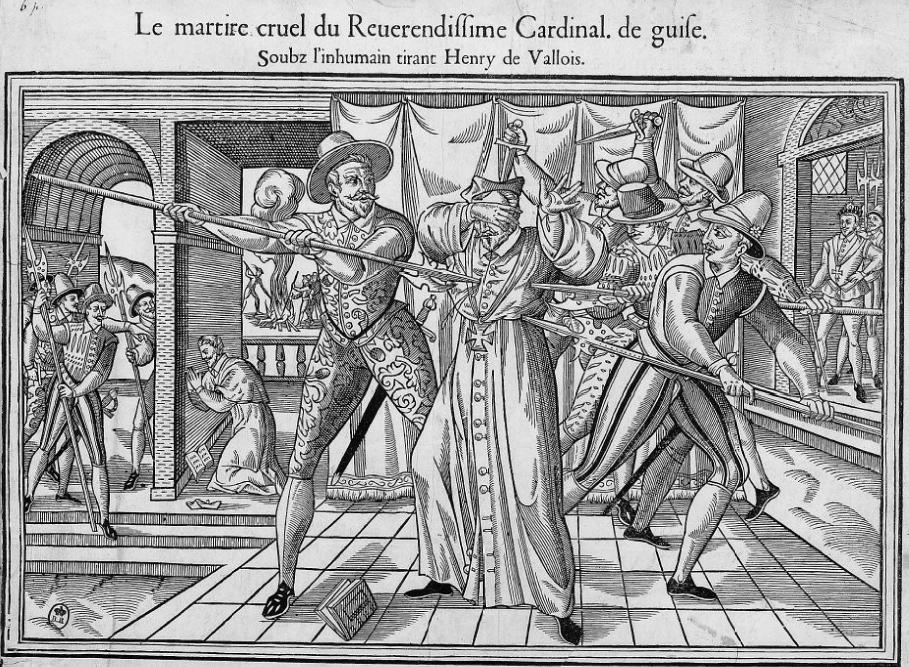 Le martire cruel du Reuerendiſſime Cardinal. de guiſe.
Soubz l'inhumain tirant Henry de Vallois.